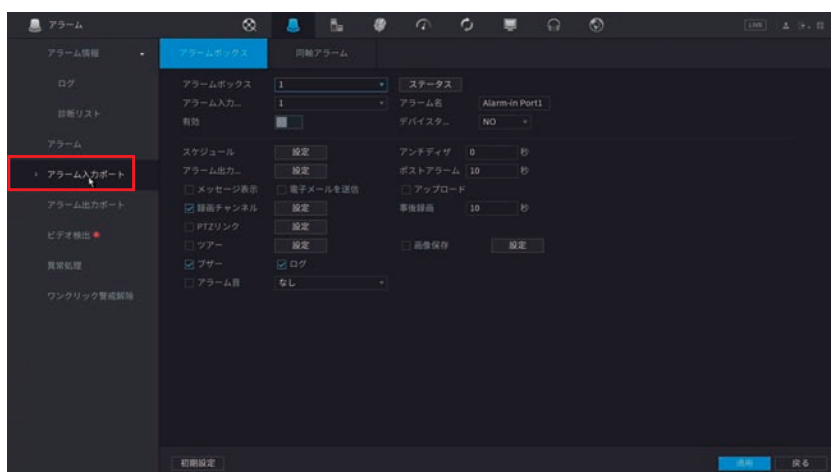 アラーム
LIVE
アラーム情報
アラームボックス 同軸アラーム
ログ
診断リスト
アラーム
アラーム入力ポート
アラーム出力ポート
ビデオ検出
異常処理
ワンクリック警戒解除
アラームボックス 1 ステータス
アラーム入力... 1 アラーム名 Alarm-in Port1
有効 デバイスタ... NO
スケジュール 設定 アンチディザ 0 秒
アラーム出力... 設定 ポストアラーム 10 秒
メッセージ表示 電子メールを送信 アップロード
録画チャンネル 設定 事後録画 10 秒
PTZリンク 設定
ツアー 設定 画像保存 設定
ブザー ログ
アラーム音 なし
初期設定 適用 戻る